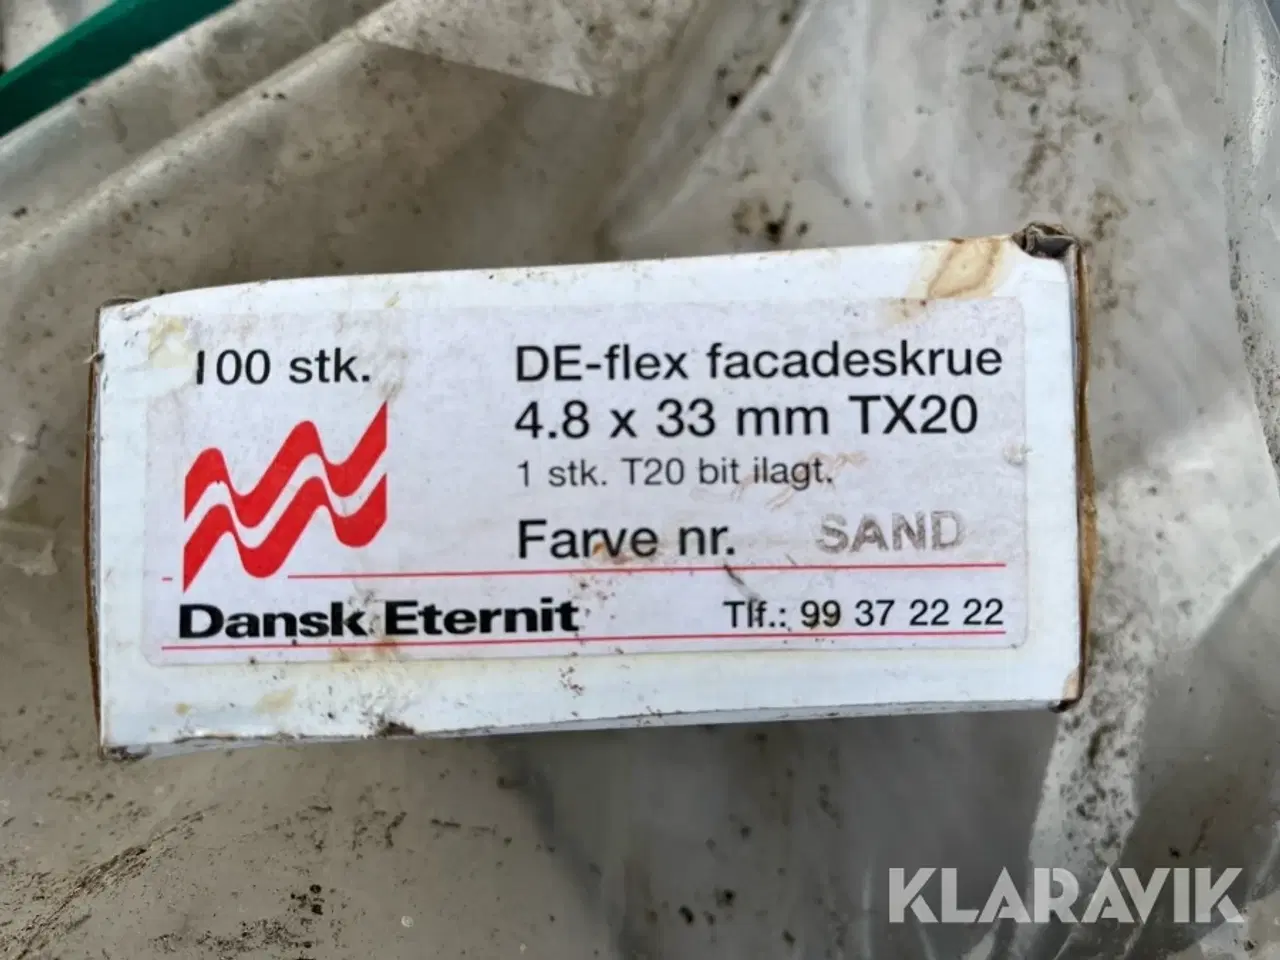 100 stk.
DE-flex facadeskrue
4.8 x 33 mm TX20
1 stk. T20 bit ilagt.
Farve nr. SAND
Dansk Eternit Tlf.: 99 37 22 22
KLARAVIK